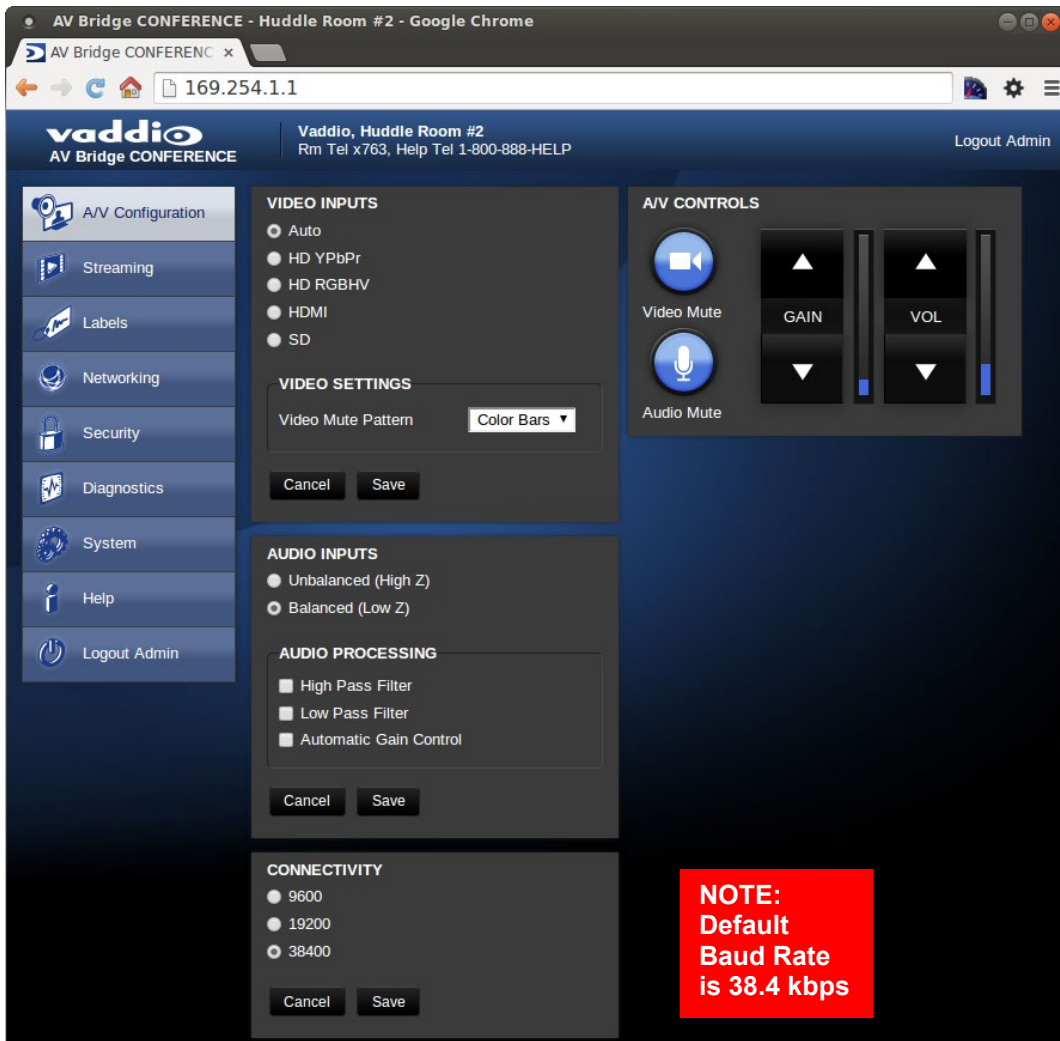 AV Bridge CONFERENCE - Huddle Room #2 - Google Chrome
AV Bridge CONFERENC ×
169.254.1.1
vaddio
AV Bridge CONFERENCE
Vaddio, Huddle Room #2
Rm Tel x763, Help Tel 1-800-888-HELP
Logout Admin
A/V Configuration
Streaming
Labels
Networking
Security
Diagnostics
System
Help
Logout Admin
VIDEO INPUTS
Auto
HD YPbPr
HD RGBHV
HDMI
SD
VIDEO SETTINGS
Video Mute Pattern Color Bars
Cancel Save
AUDIO INPUTS
Unbalanced (High Z)
Balanced (Low Z)
AUDIO PROCESSING
High Pass Filter
Low Pass Filter
Automatic Gain Control
Cancel Save
CONNECTIVITY
9600
19200
38400
Cancel Save
A/V CONTROLS
Video Mute
GAIN VOL
Audio Mute
NOTE:
Default
Baud Rate
is 38.4 kbps